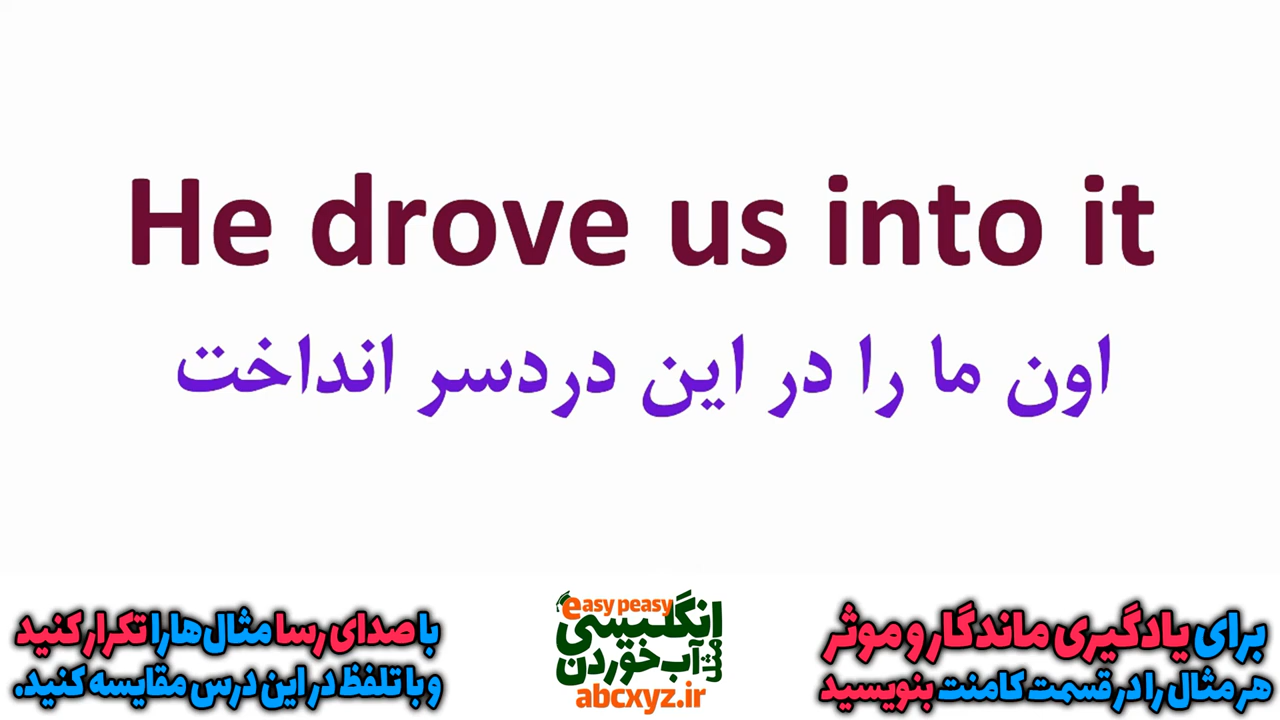 He drove us into it
اون ما را در این دردسر انداخت
برای یادگیری ماندگار و موثر
هر مثال را در قسمت کامنت بنویسید
easy peasy
انگلیسی
مثل آب خوردن
abcxyz.ir
با صدای رسا مثال‌ها را تکرار کنید
و با تلفظ در این درس مقایسه کنید.